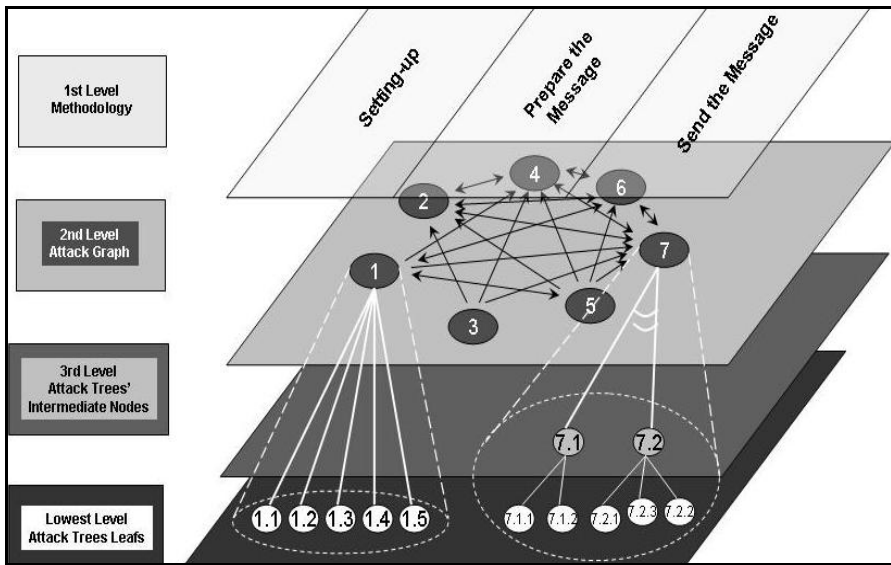 1st Level
Methodology
Setting-up
Prepare the
Message
Send the Message
2nd Level
Attack Graph
1
2
3
4
5
6
7
3rd Level
Attack Trees'
Intermediate Nodes
7.1
7.2
Lowest Level
Attack Trees Leafs
1.1
1.2
1.3
1.4
1.5
7.1.1
7.1.2
7.2.1
7.2.3
7.2.2